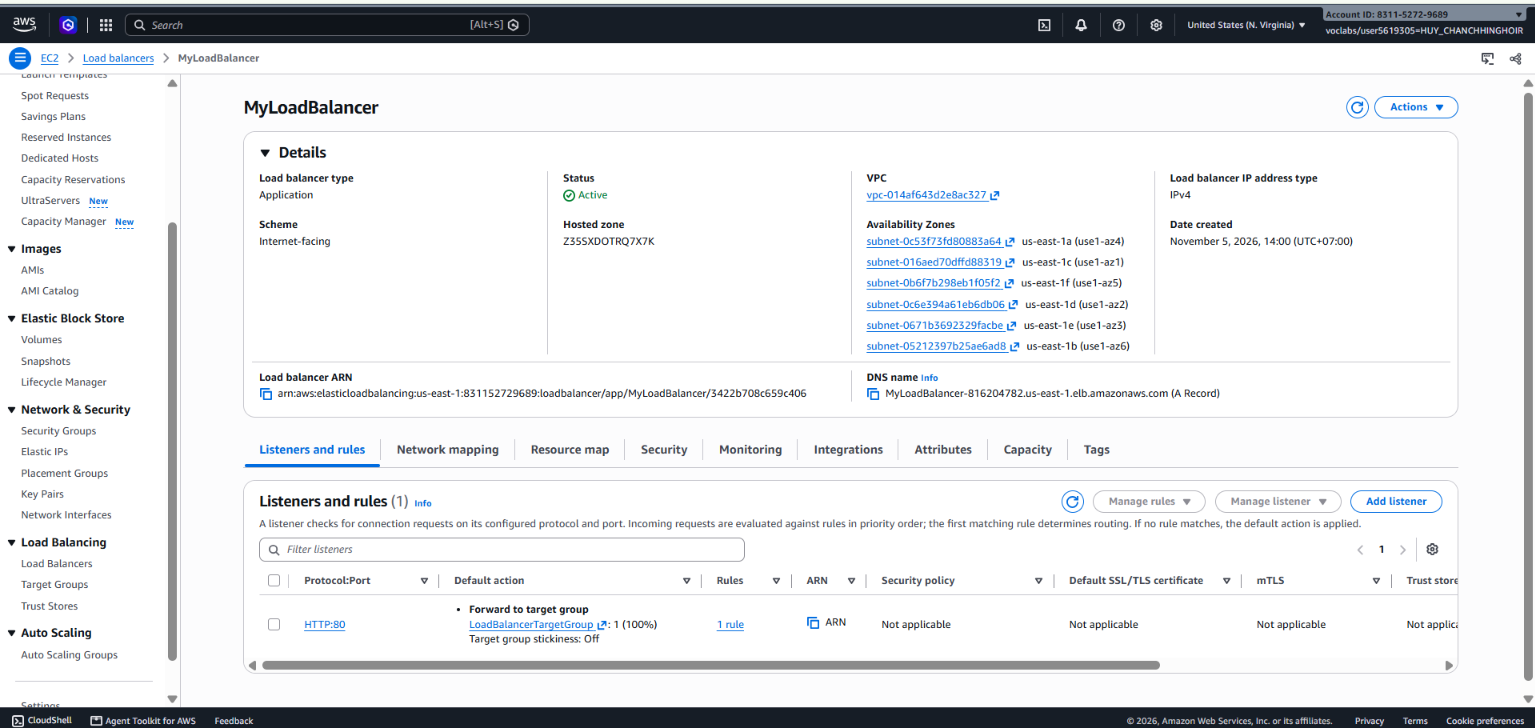 aws
Search
[Alt+S]
United States (N. Virginia)
Account ID: 8311-5272-9689
voclabs/user5619305=HUY_CHANCHHINGHOIR
EC2
Load balancers
MyLoadBalancer
Launch Templates
Spot Requests
Savings Plans
Reserved Instances
Dedicated Hosts
Capacity Reservations
UltraServers New
Capacity Manager New
Images
AMIs
AMI Catalog
Elastic Block Store
Volumes
Snapshots
Lifecycle Manager
Network & Security
Security Groups
Elastic IPs
Placement Groups
Key Pairs
Network Interfaces
Load Balancing
Load Balancers
Target Groups
Trust Stores
Auto Scaling
Auto Scaling Groups
Settings
MyLoadBalancer
Actions
Details
Load balancer type
Application
Status
Active
VPC
vpc-014af643d2e8ac327
Load balancer IP address type
IPv4
Scheme
Internet-facing
Hosted zone
Z35SXDOTRQ7X7K
Availability Zones
subnet-0c53f73fd80883a64 us-east-1a (use1-az4)
subnet-016aed70dffd88319 us-east-1c (use1-az1)
subnet-0b6f7b298eb1f05f2 us-east-1f (use1-az5)
subnet-0c6e394a61eb6db06 us-east-1d (use1-az2)
subnet-0671b3692329facbe us-east-1e (use1-az3)
subnet-05212397b25ae6ad8 us-east-1b (use1-az6)
Date created
November 5, 2026, 14:00 (UTC+07:00)
Load balancer ARN
arn:aws:elasticloadbalancing:us-east-1:831152729689:loadbalancer/app/MyLoadBalancer/3422b708c659c406
DNS name Info
MyLoadBalancer-816204782.us-east-1.elb.amazonaws.com (A Record)
Listeners and rules
Network mapping
Resource map
Security
Monitoring
Integrations
Attributes
Capacity
Tags
Listeners and rules (1) Info
Manage rules
Manage listener
Add listener
A listener checks for connection requests on its configured protocol and port. Incoming requests are evaluated against rules in priority order; the first matching rule determines routing. If no rule matches, the default action is applied.
Filter listeners
1
Protocol:Port
Default action
Rules
ARN
Security policy
Default SSL/TLS certificate
mTLS
Trust store
HTTP:80
• Forward to target group
LoadBalancerTargetGroup : 1 (100%)
Target group stickiness: Off
1 rule
ARN
Not applicable
Not applicable
Not applicable
Not applica
CloudShell
Agent Toolkit for AWS
Feedback
© 2026, Amazon Web Services, Inc. or its affiliates.
Privacy
Terms
Cookie preferences